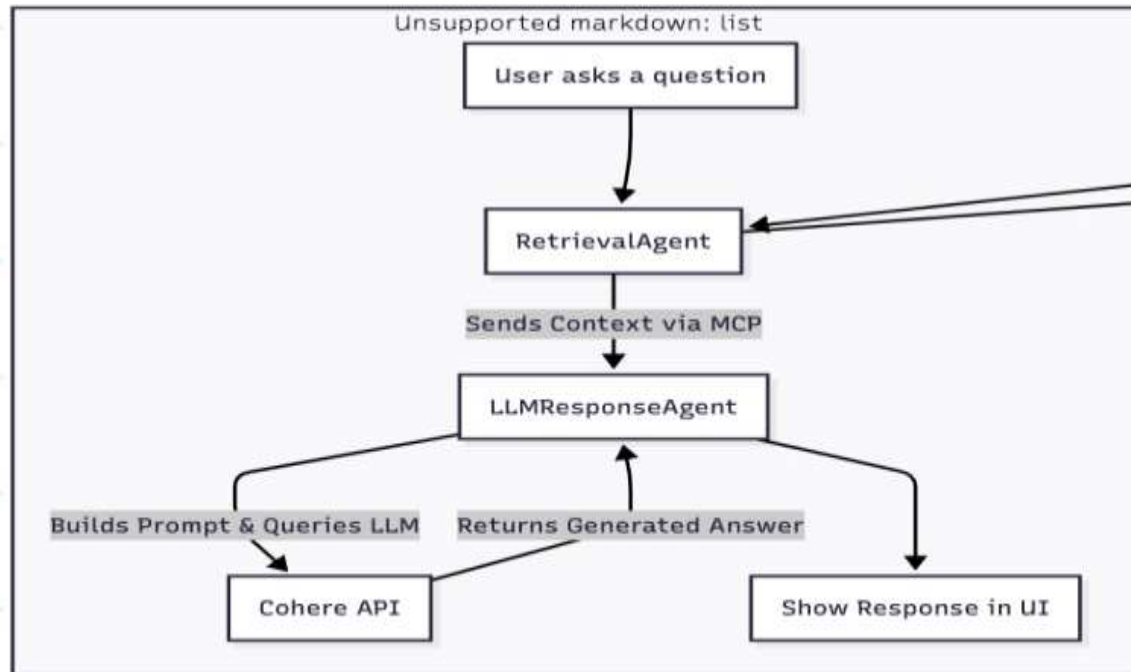 Unsupported markdown: list
User asks a question
RetrievalAgent
Sends Context via MCP
LLMResponseAgent
Builds Prompt & Queries LLM
Returns Generated Answer
Cohere API
Show Response in UI